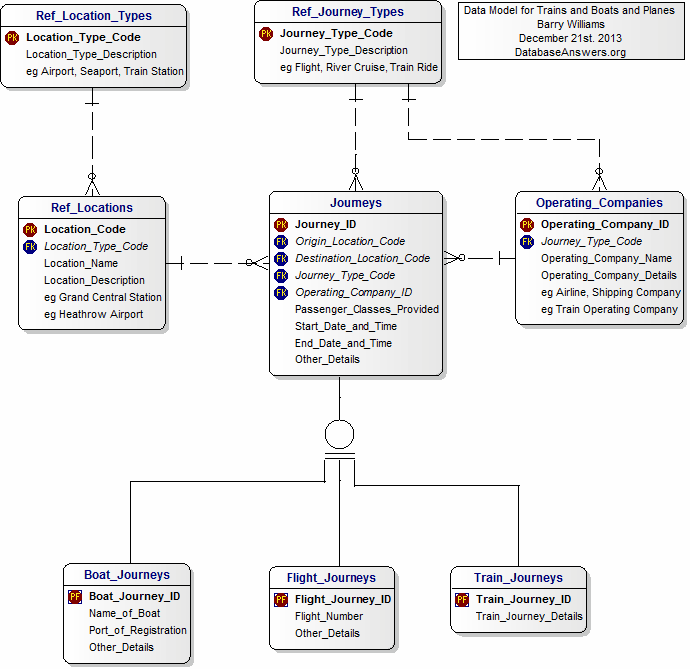 Ref_Location_Types
PK Location_Type_Code
Location_Type_Description
eg Airport, Seaport, Train Station
Ref_Journey_Types
PK Journey_Type_Code
Journey_Type_Description
eg Flight, River Cruise, Train Ride
Data Model for Trains and Boats and Planes
Barry Williams
December 21st. 2013
DatabaseAnswers.org
Ref_Locations
PK Location_Code
FK Location_Type_Code
Location_Name
Location_Description
eg Grand Central Station
eg Heathrow Airport
Journeys
PK Journey_ID
FK Origin_Location_Code
FK Destination_Location_Code
FK Journey_Type_Code
FK Operating_Company_ID
Passenger_Classes_Provided
Start_Date_and_Time
End_Date_and_Time
Other_Details
Operating_Companies
PK Operating_Company_ID
FK Journey_Type_Code
Operating_Company_Name
Operating_Company_Details
eg Airline, Shipping Company
eg Train Operating Company
Boat_Journeys
PF Boat_Journey_ID
Name_of_Boat
Port_of_Registration
Other_Details
Flight_Journeys
PF Flight_Journey_ID
Flight_Number
Other_Details
Train_Journeys
PF Train_Journey_ID
Train_Journey_Details